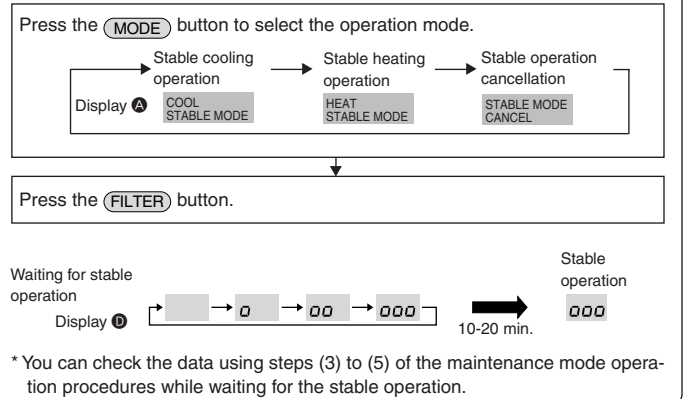 Press the MODE button to select the operation mode.
Stable cooling operation
Stable heating operation
Stable operation cancellation
Display A
COOL
STABLE MODE
HEAT
STABLE MODE
STABLE MODE
CANCEL
Press the FILTER button.
Waiting for stable
operation
Display D
o
oo
ooo
10-20 min.
Stable
operation
ooo
* You can check the data using steps (3) to (5) of the maintenance mode opera-
tion procedures while waiting for the stable operation.